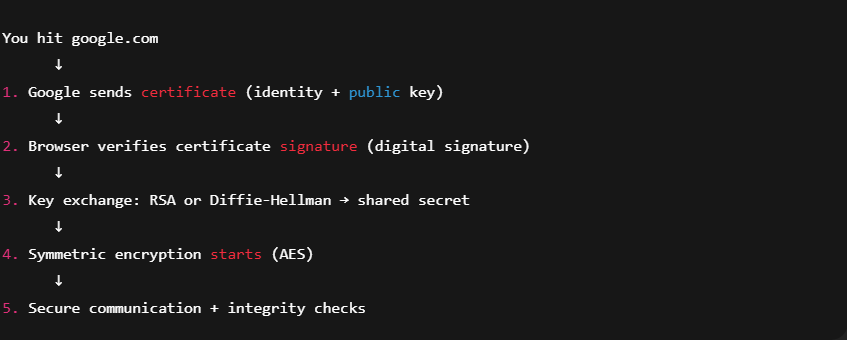 You hit google.com
↓
1. Google sends certificate (identity + public key)
↓
2. Browser verifies certificate signature (digital signature)
↓
3. Key exchange: RSA or Diffie-Hellman → shared secret
↓
4. Symmetric encryption starts (AES)
↓
5. Secure communication + integrity checks